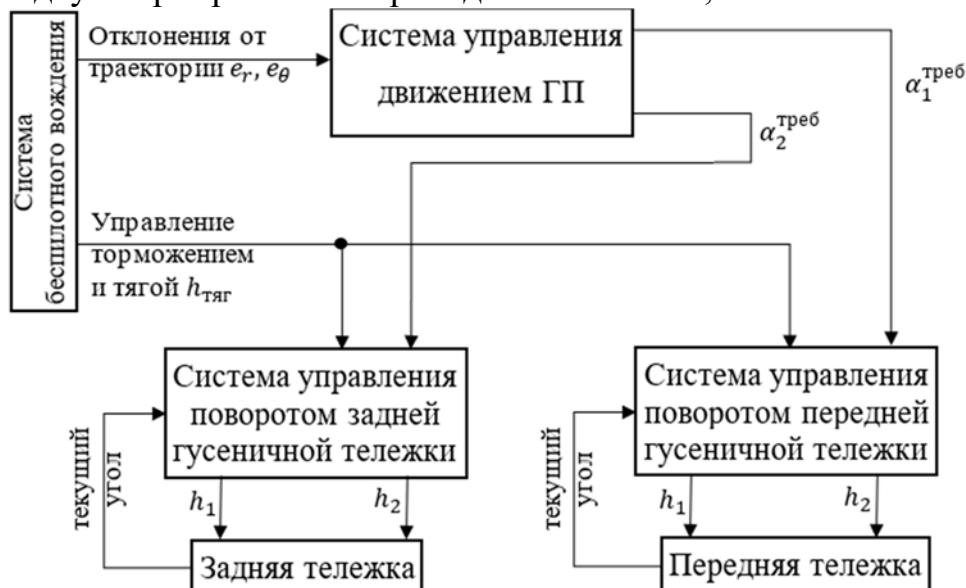 Система
беспилотного вождения
Отклонения от
траектории e_r, e_θ
Система управления
движением ГП
α_1^треб
α_2^треб
Управление
торможением
и тягой h_тяг
Система управления
поворотом задней
гусеничной тележки
Система управления
поворотом передней
гусеничной тележки
текущий
угол
h_1
h_2
текущий
угол
h_1
h_2
Задняя тележка
Передняя тележка